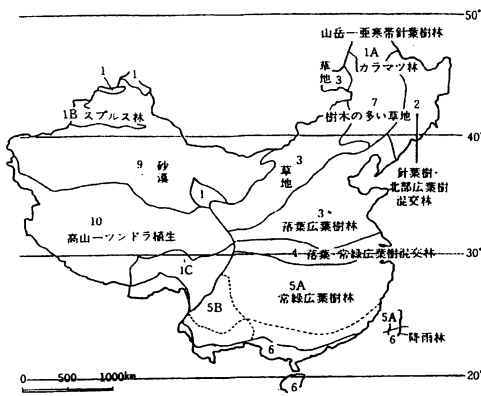 50°
山岳一亜寒帯針葉樹林
1A
カラマツ林
草地
3
1
1
1B スプルス林
7
樹木の多い草地
2
40°
40°
9 砂漠
3
草地
針葉樹・
北部広葉樹
混交林
1
10
高山一ツンドラ植生
3
落葉広葉樹林
4 落葉・常緑広葉樹混交林
30°
30°
1C
5A
常緑広葉樹林
5B
5A
6 降雨林
6
6
20°
20°
0 500 1000km